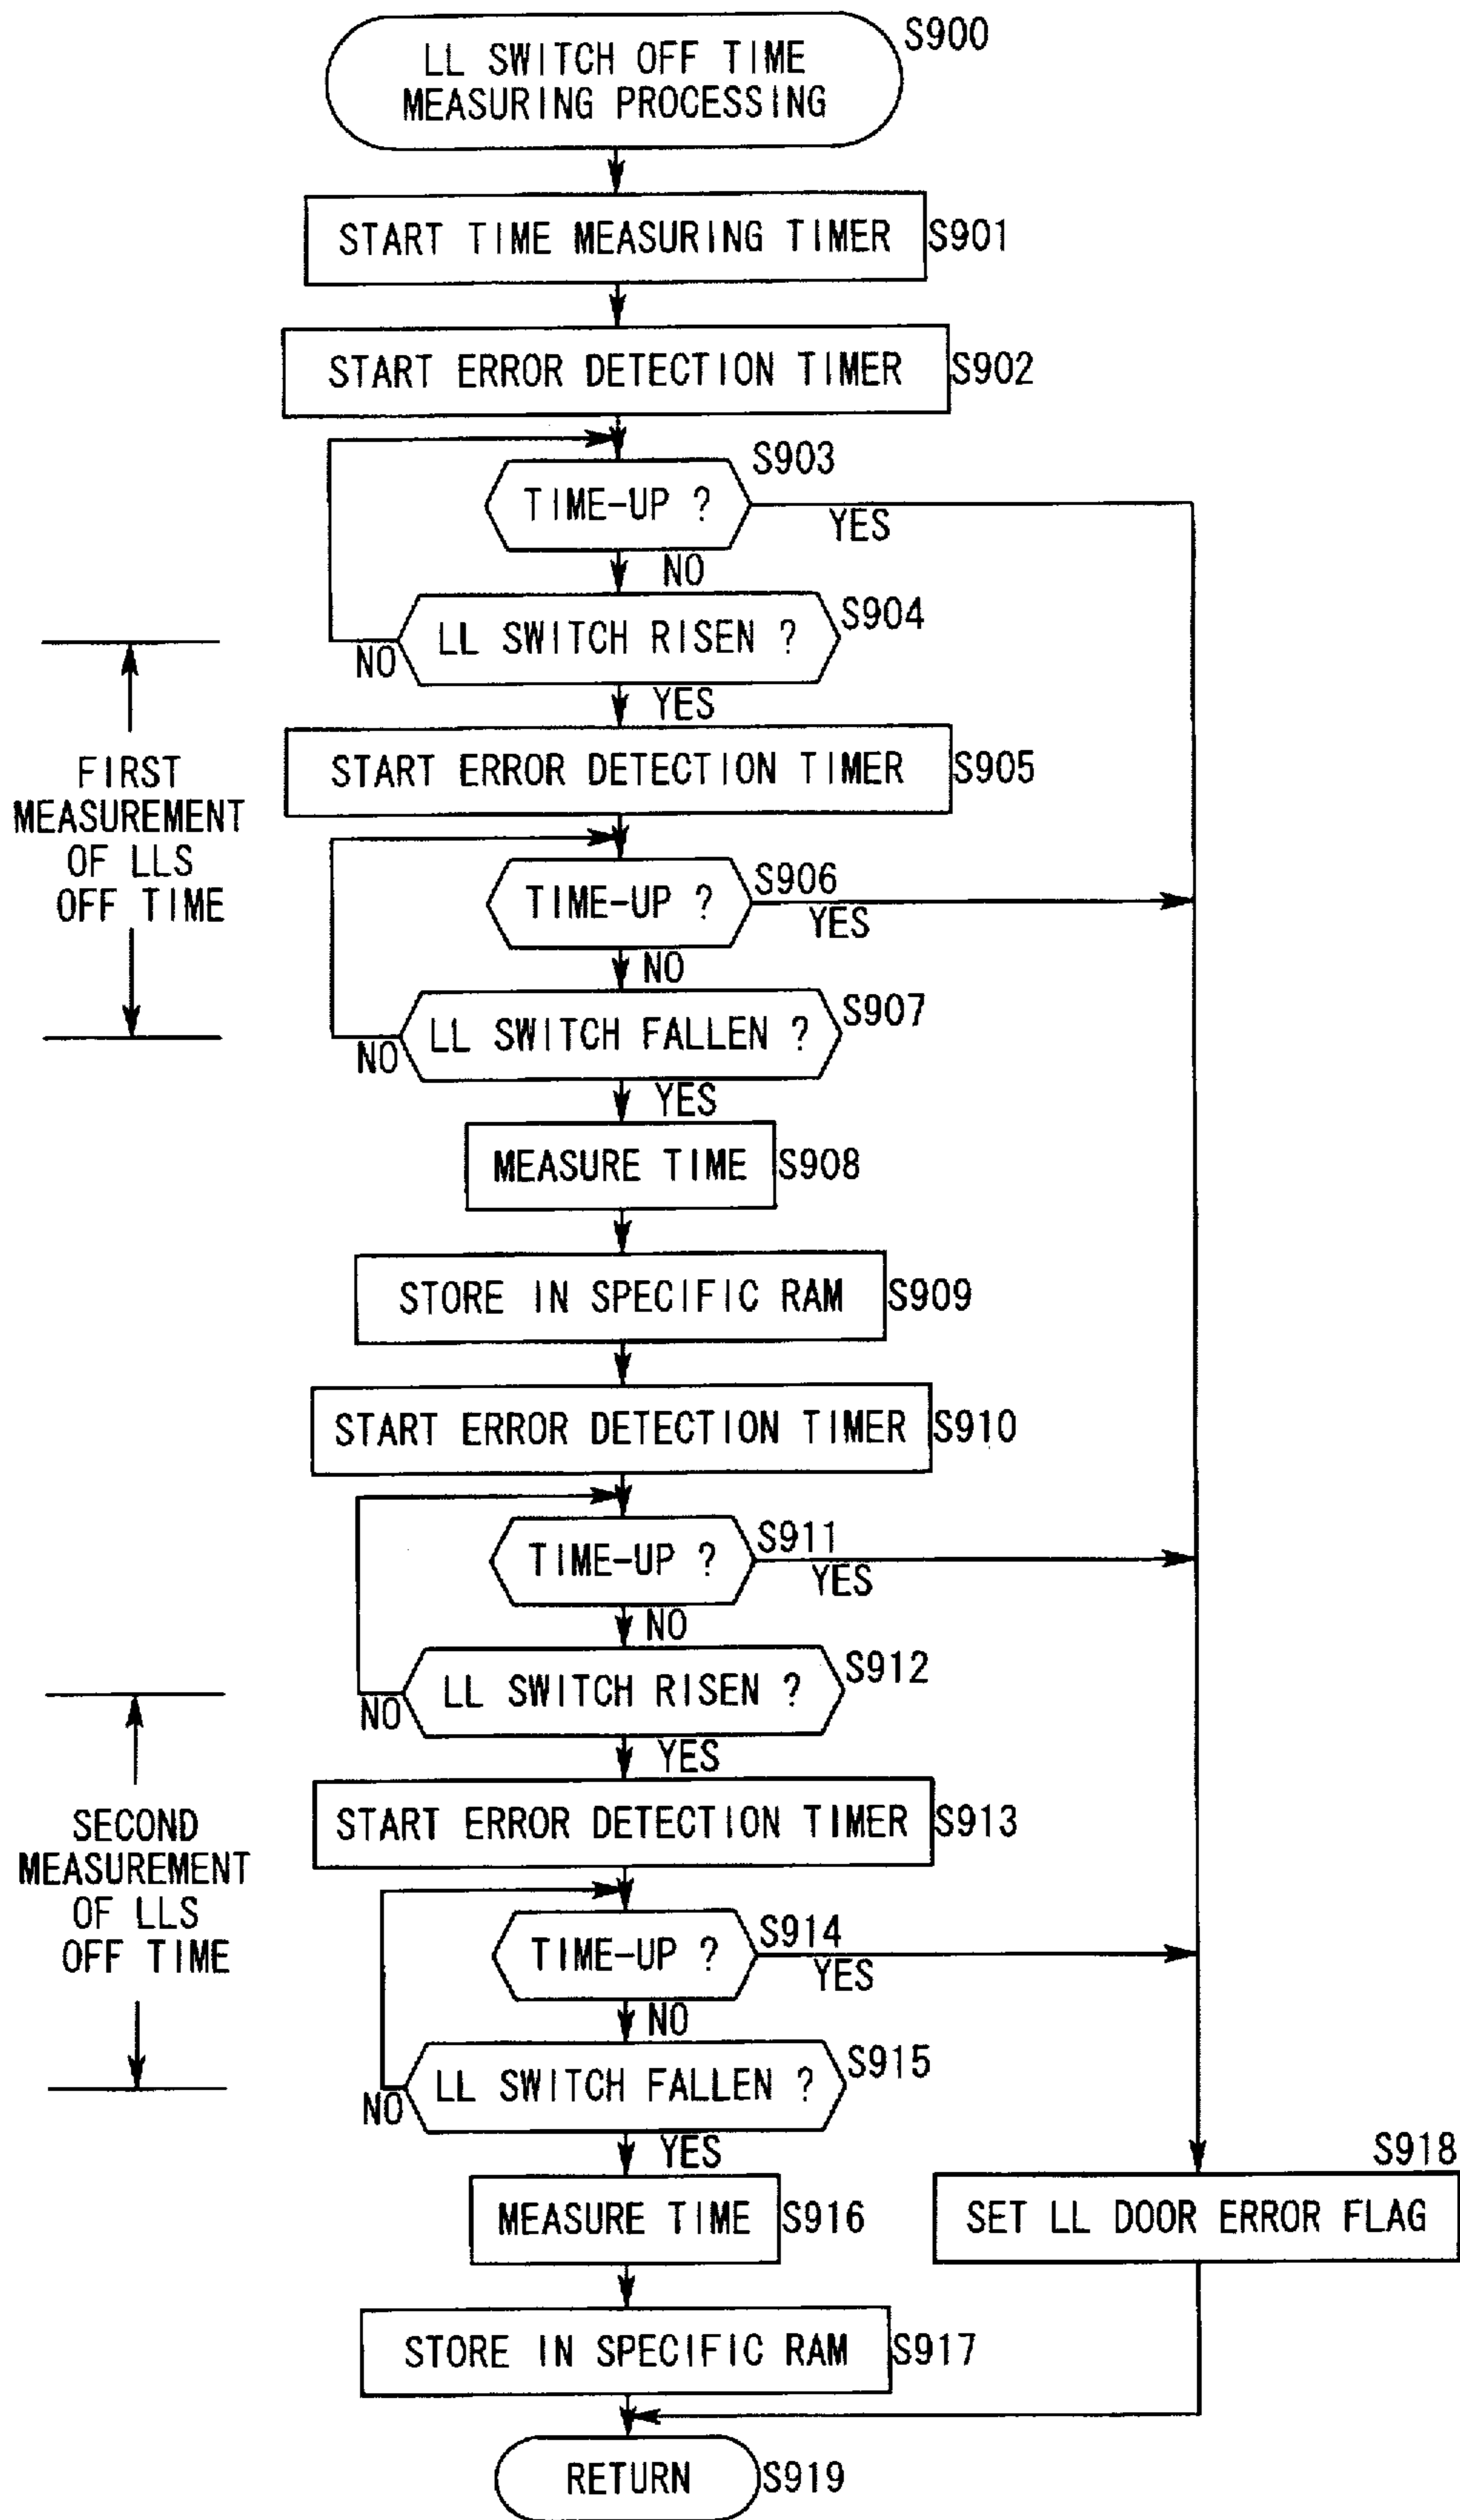 LL SWITCH OFF TIME
MEASURING PROCESSING
S900
START TIME MEASURING TIMER
S901
START ERROR DETECTION TIMER
S902
TIME-UP ?
S903
YES
NO
LL SWITCH RISEN ?
S904
NO
YES
FIRST
MEASUREMENT
OF LLS
OFF TIME
START ERROR DETECTION TIMER
S905
TIME-UP ?
S906
YES
NO
LL SWITCH FALLEN ?
S907
NO
YES
MEASURE TIME
S908
STORE IN SPECIFIC RAM
S909
START ERROR DETECTION TIMER
S910
TIME-UP ?
S911
YES
NO
LL SWITCH RISEN ?
S912
NO
YES
SECOND
MEASUREMENT
OF LLS
OFF TIME
START ERROR DETECTION TIMER
S913
TIME-UP ?
S914
YES
NO
LL SWITCH FALLEN ?
S915
NO
YES
MEASURE TIME
S916
S918
SET LL DOOR ERROR FLAG
STORE IN SPECIFIC RAM
S917
RETURN
S919